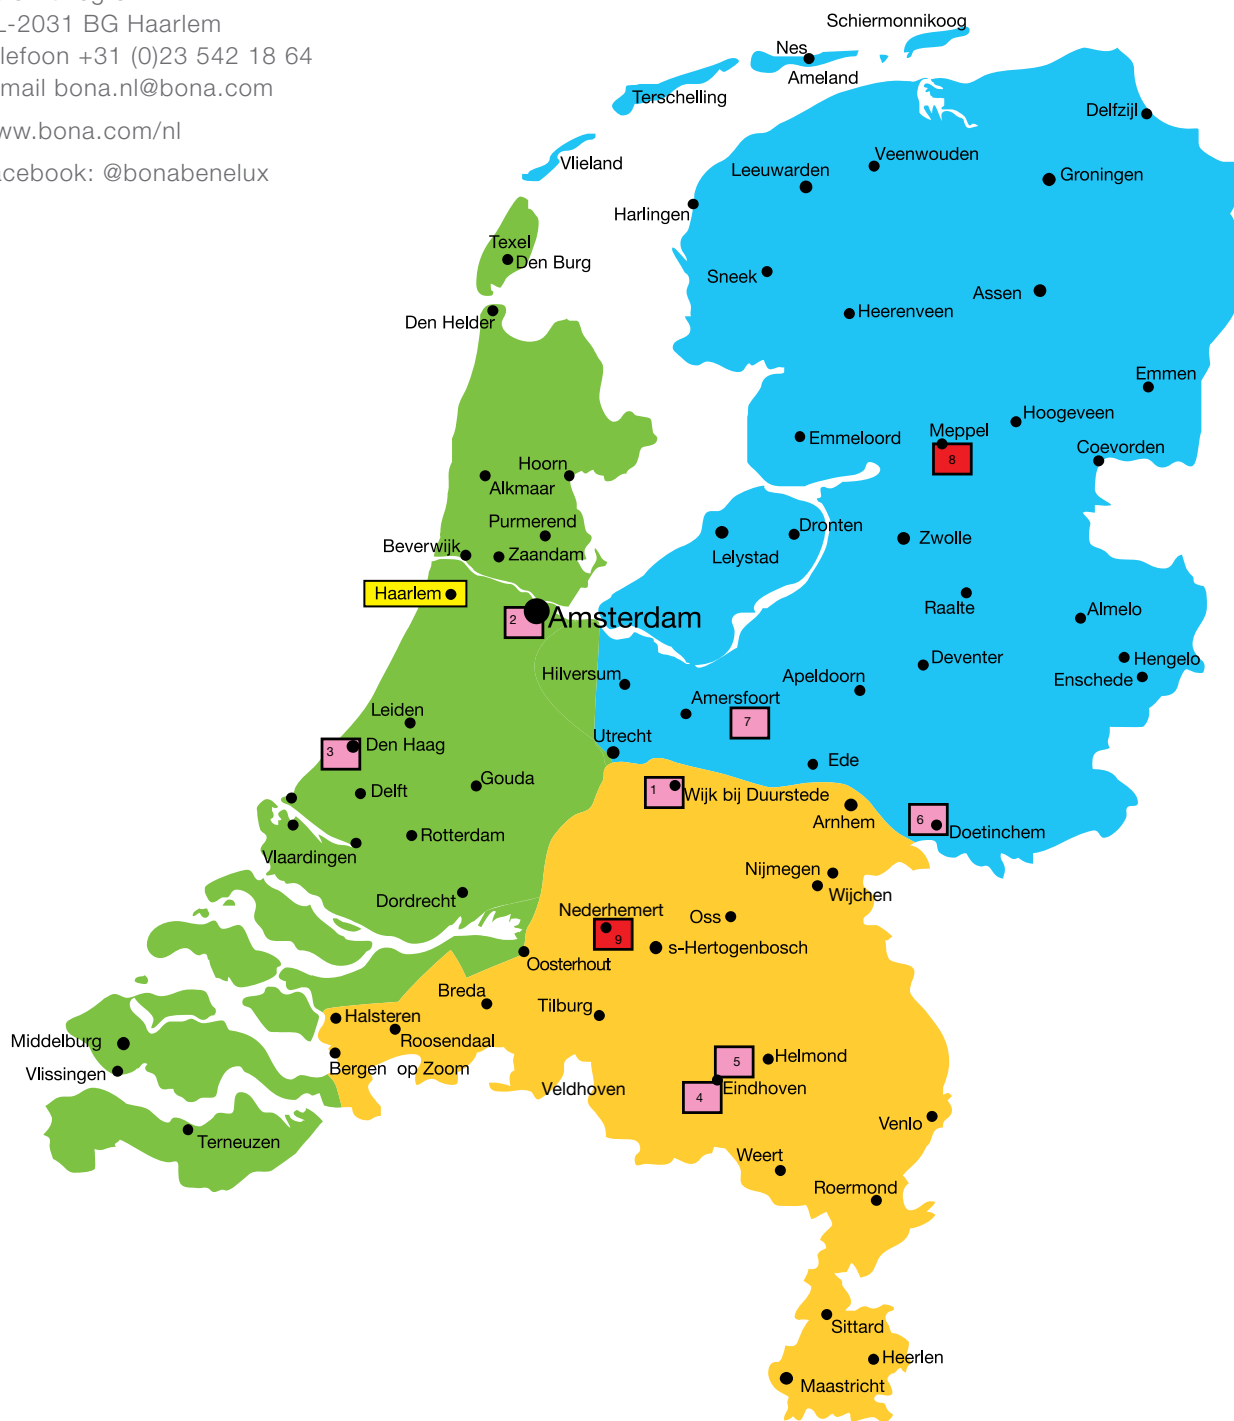 L-2031 BG Haarlem
lefoon +31 (0)23 542 18 64
mail bona.nl@bona.com
ww.bona.com/nl
acebook: @bonabenelux
Schiermonnikoog
Nes
Ameland
Terschelling
Delfzijl
Vlieland
Veenwouden
Leeuwarden
Groningen
Harlingen
Texel
Den Burg
Sneek
Assen
Heerenveen
Den Helder
Emmen
Hoogeveen
Meppel
8
Emmeloord
Coevorden
Hoorn
Alkmaar
Purmerend
Dronten
Zwolle
Beverwijk
Zaandam
Lelystad
Haarlem
2
Amsterdam
Raalte
Almelo
Hilversum
Deventer
Hengelo
Enschede
Apeldoorn
Amersfoort
7
Leiden
Utrecht
3
Den Haag
Ede
Gouda
Delft
1
Wijk bij Duurstede
Arnhem
6
Doetinchem
Rotterdam
Vlaardingen
Nijmegen
Wijchen
Dordrecht
Nederhemert
9
Oss
s-Hertogenbosch
Oosterhout
Breda
Tilburg
Halsteren
Roosendaal
Middelburg
Bergen op Zoom
Vlissingen
5
Helmond
Veldhoven
Eindhoven
4
Venlo
Terneuzen
Weert
Roermond
Sittard
Heerlen
Maastricht